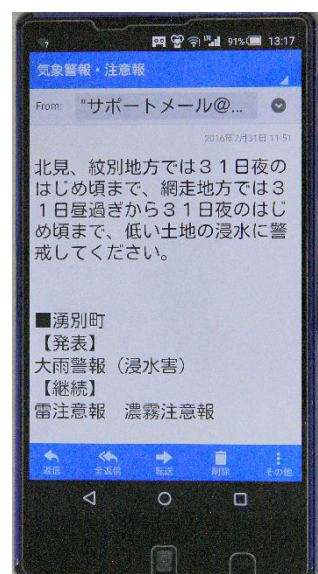 91% 13:17
気象警報・注意報
From: "サポートメール@...
2016年7月31日 11:51
北見、紋別地方では31日夜の
はじめ頃まで、網走地方では3
1日昼過ぎから31日夜のはじ
め頃まで、低い土地の浸水に警
戒してください。
■湧別町
【発表】
大雨警報（浸水害）
【継続】
雷注意報 濃霧注意報
返信 全返信 転送 削除 その他